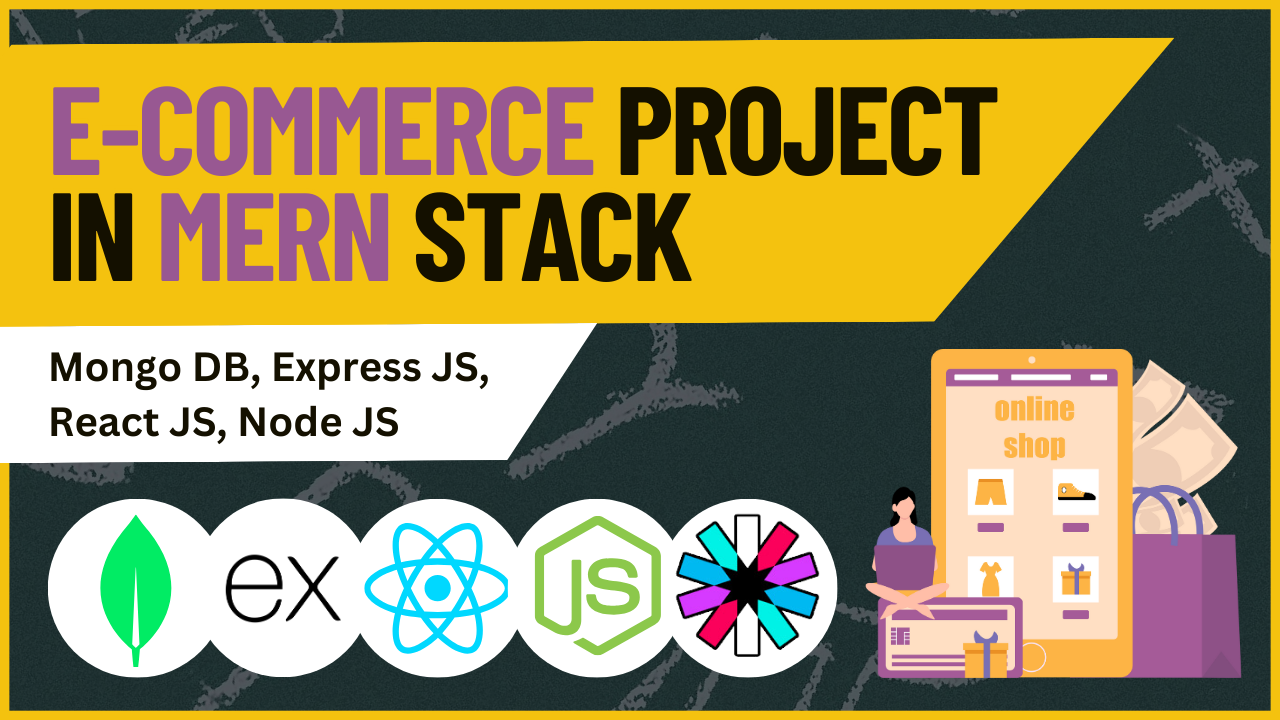 E-COMMERCE PROJECT
IN MERN STACK
Mongo DB, Express JS,
React JS, Node JS
ex
JS
online
shop